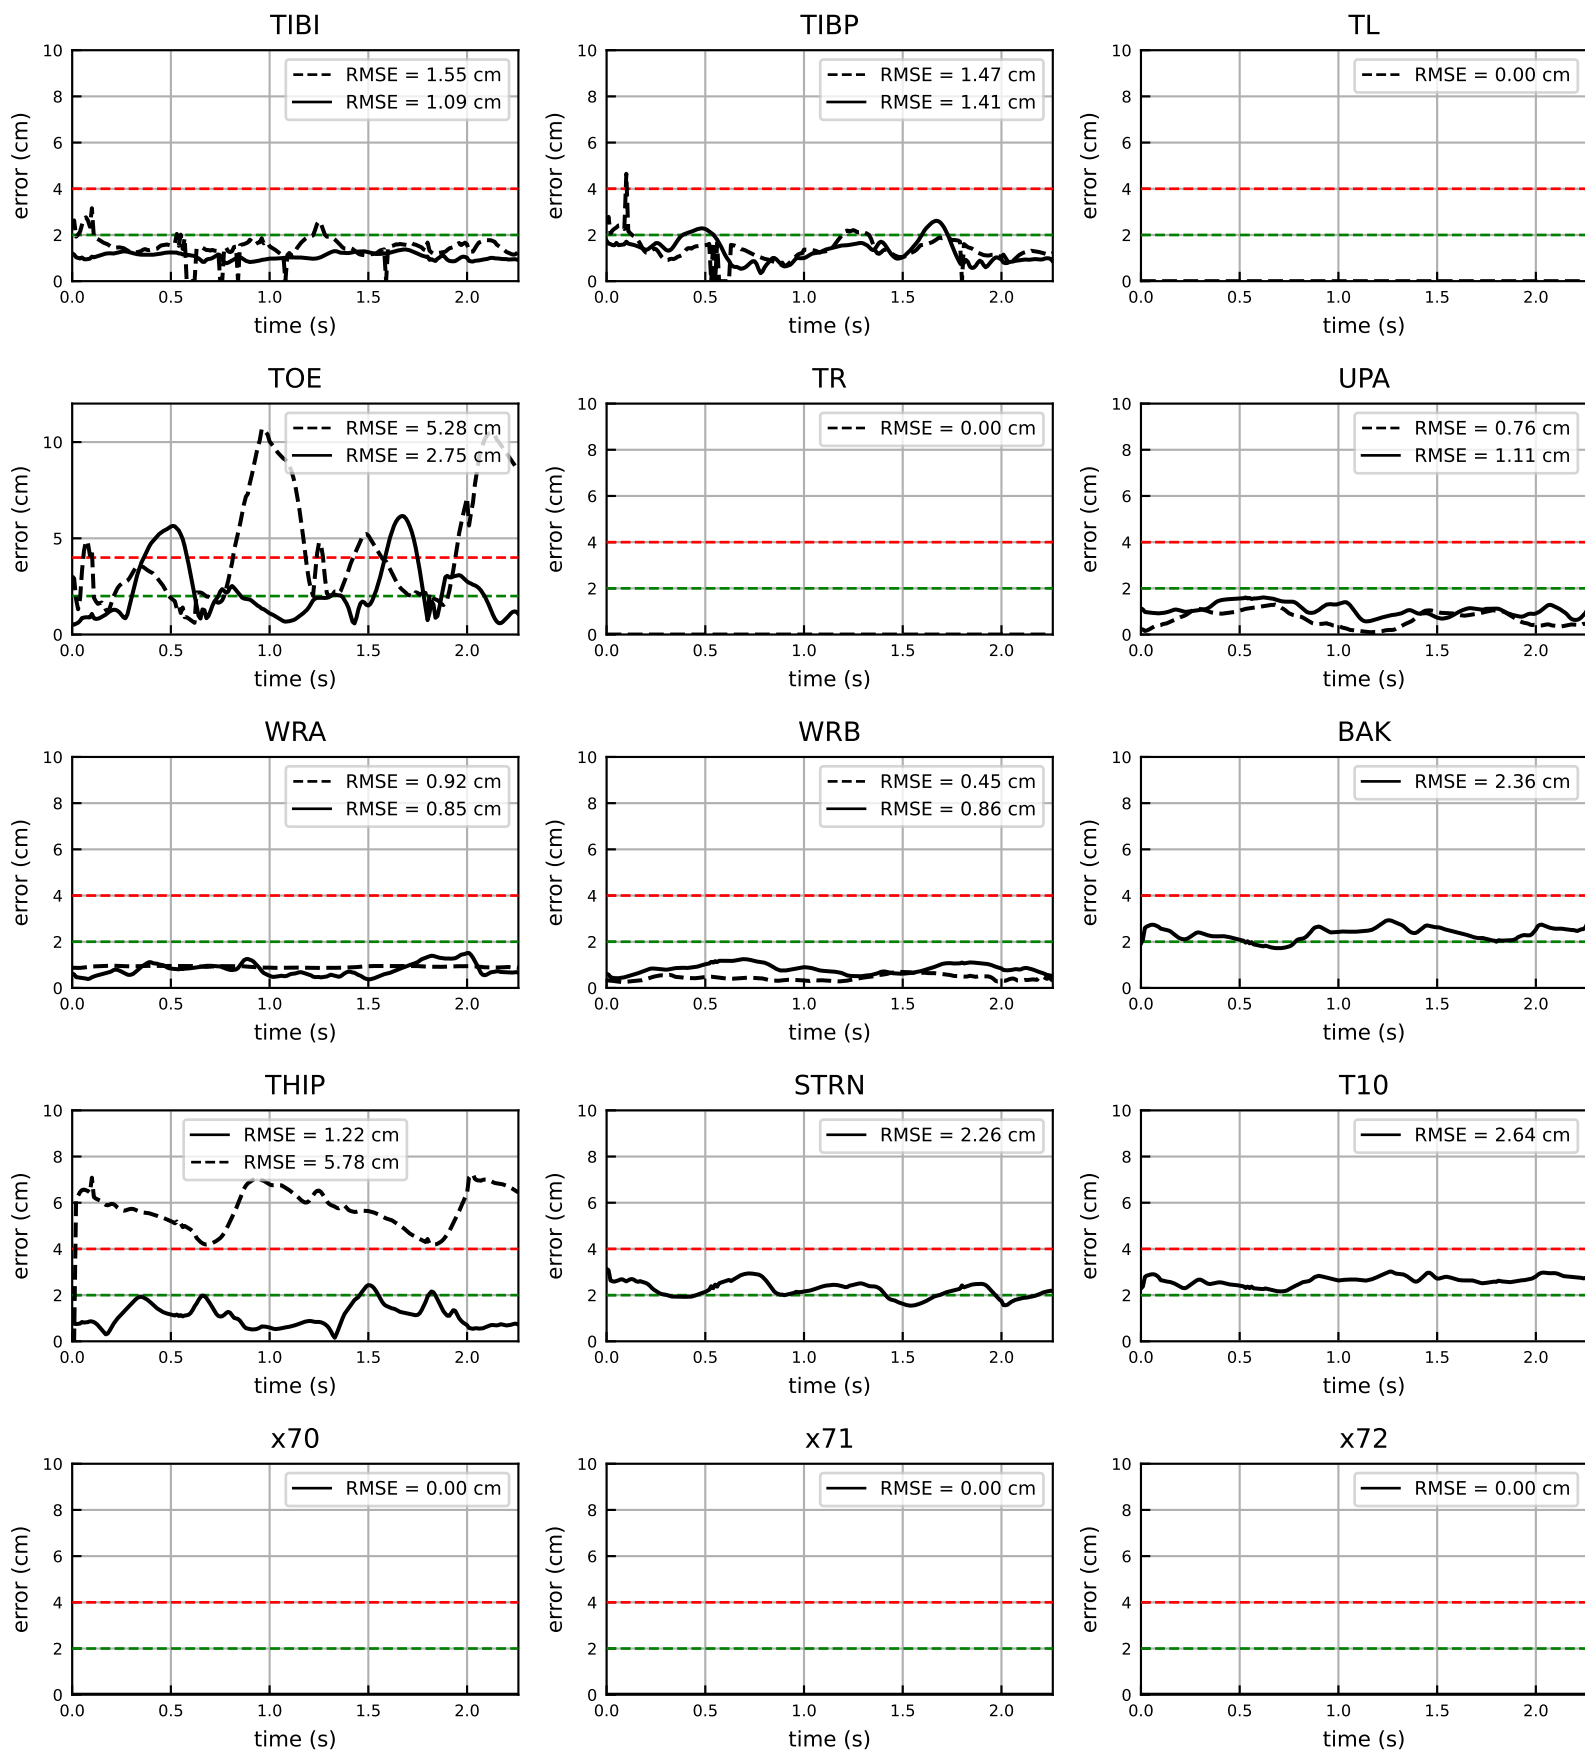 TIBI
TIBP
TL
RMSE = 1.55 cm
RMSE = 1.09 cm
RMSE = 1.47 cm
RMSE = 1.41 cm
RMSE = 0.00 cm
error (cm)
error (cm)
error (cm)
10
8
6
4
2
0
10
8
6
4
2
0
10
8
6
4
2
0
0.0 0.5 1.0 1.5 2.0
0.0 0.5 1.0 1.5 2.0
0.0 0.5 1.0 1.5 2.0
time (s)
time (s)
time (s)
TOE
TR
UPA
RMSE = 5.28 cm
RMSE = 2.75 cm
RMSE = 0.00 cm
RMSE = 0.76 cm
RMSE = 1.11 cm
error (cm)
error (cm)
error (cm)
10
5
0
10
8
6
4
2
0
10
8
6
4
2
0
0.0 0.5 1.0 1.5 2.0
0.0 0.5 1.0 1.5 2.0
0.0 0.5 1.0 1.5 2.0
time (s)
time (s)
time (s)
WRA
WRB
BAK
RMSE = 0.92 cm
RMSE = 0.85 cm
RMSE = 0.45 cm
RMSE = 0.86 cm
RMSE = 2.36 cm
error (cm)
error (cm)
error (cm)
10
8
6
4
2
0
10
8
6
4
2
0
10
8
6
4
2
0
0.0 0.5 1.0 1.5 2.0
0.0 0.5 1.0 1.5 2.0
0.0 0.5 1.0 1.5 2.0
time (s)
time (s)
time (s)
THIP
STRN
T10
RMSE = 1.22 cm
RMSE = 5.78 cm
RMSE = 2.26 cm
RMSE = 2.64 cm
error (cm)
error (cm)
error (cm)
10
8
6
4
2
0
10
8
6
4
2
0
10
8
6
4
2
0
0.0 0.5 1.0 1.5 2.0
0.0 0.5 1.0 1.5 2.0
0.0 0.5 1.0 1.5 2.0
time (s)
time (s)
time (s)
x70
x71
x72
RMSE = 0.00 cm
RMSE = 0.00 cm
RMSE = 0.00 cm
error (cm)
error (cm)
error (cm)
10
8
6
4
2
0
10
8
6
4
2
0
10
8
6
4
2
0
0.0 0.5 1.0 1.5 2.0
0.0 0.5 1.0 1.5 2.0
0.0 0.5 1.0 1.5 2.0
time (s)
time (s)
time (s)